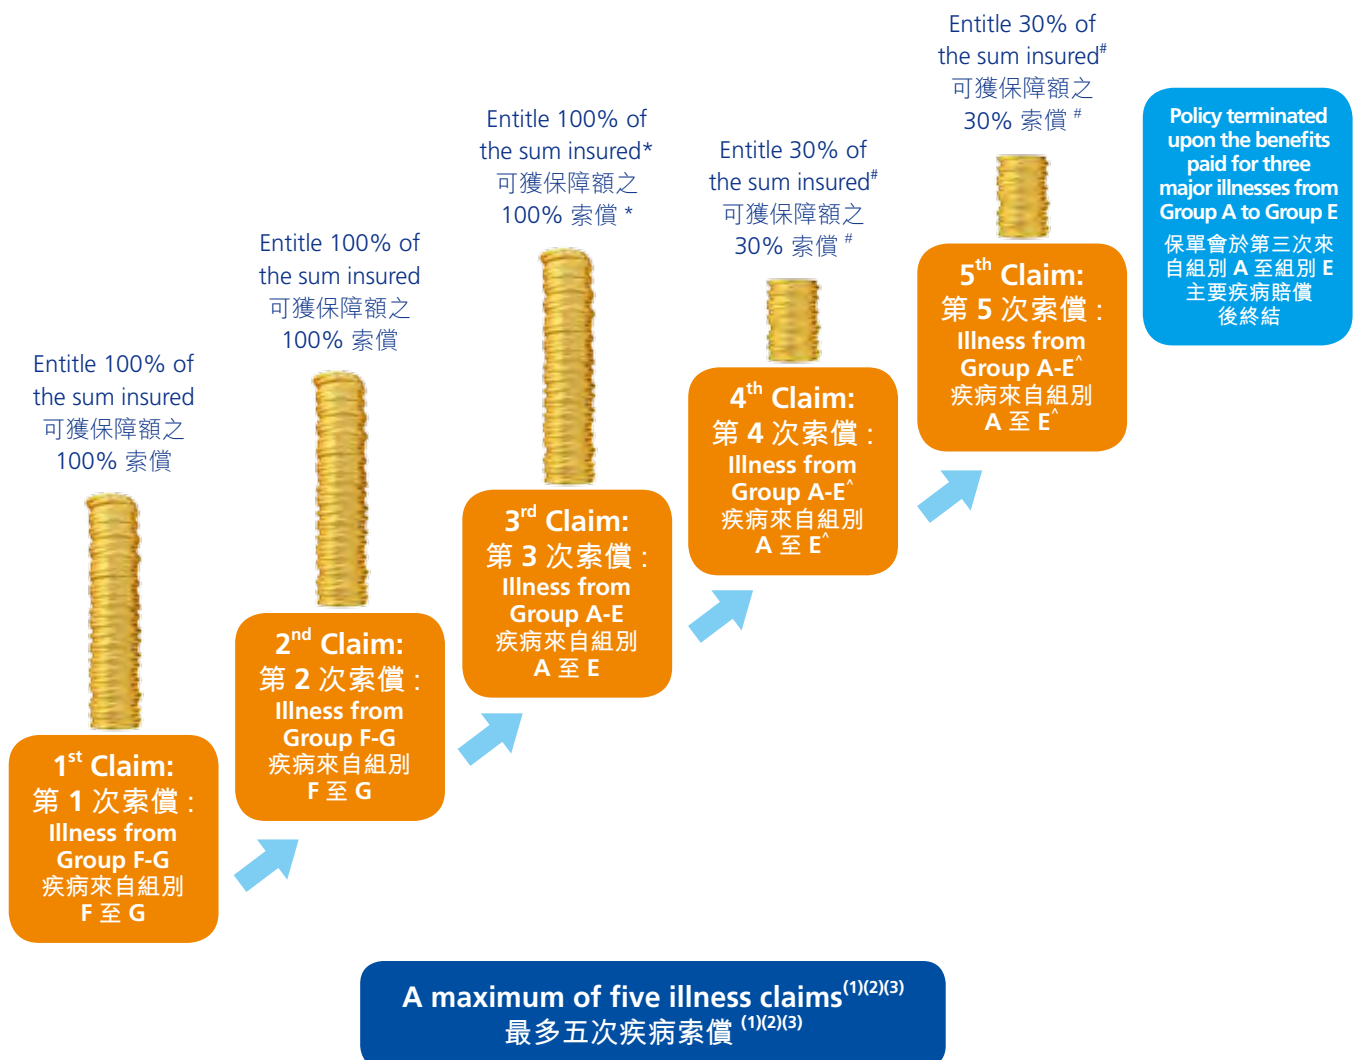 Entitle 100% of
the sum insured
可獲保障額之
100% 索償
1st Claim:
第 1 次索償 :
Illness from
Group F-G
疾病來自組別
F 至 G
Entitle 100% of
the sum insured
可獲保障額之
100% 索償
2nd Claim:
第 2 次索償 :
Illness from
Group F-G
疾病來自組別
F 至 G
Entitle 100% of
the sum insured*
可獲保障額之
100% 索償 *
3rd Claim:
第 3 次索償 :
Illness from
Group A-E
疾病來自組別
A 至 E
Entitle 30% of
the sum insured#
可獲保障額之
30% 索償 #
4th Claim:
第 4 次索償 :
Illness from
Group A-E^
疾病來自組別
A 至 E^
Entitle 30% of
the sum insured#
可獲保障額之
30% 索償 #
5th Claim:
第 5 次索償 :
Illness from
Group A-E^
疾病來自組別
A 至 E^
Policy terminated
upon the benefits
paid for three
major illnesses from
Group A to Group E
保單會於第三次來
自組別 A 至組別 E
主要疾病賠償
後終結
A maximum of five illness claims(1)(2)(3)
最多五次疾病索償 (1)(2)(3)